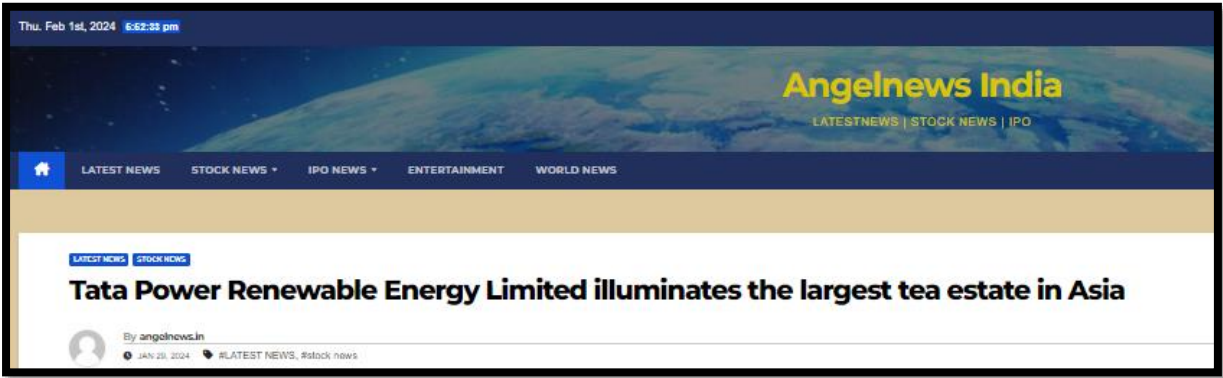 Thu. Feb 1st, 2024 6:52:33 pm
Angelnews India
LATESTNEWS | STOCK NEWS | IPO
LATEST NEWS STOCK NEWS IPO NEWS ENTERTAINMENT WORLD NEWS
LATEST NEWS STOCK NEWS
Tata Power Renewable Energy Limited illuminates the largest tea estate in Asia
By angelnews.in
JAN 29, 2024 #LATEST NEWS, #stock news